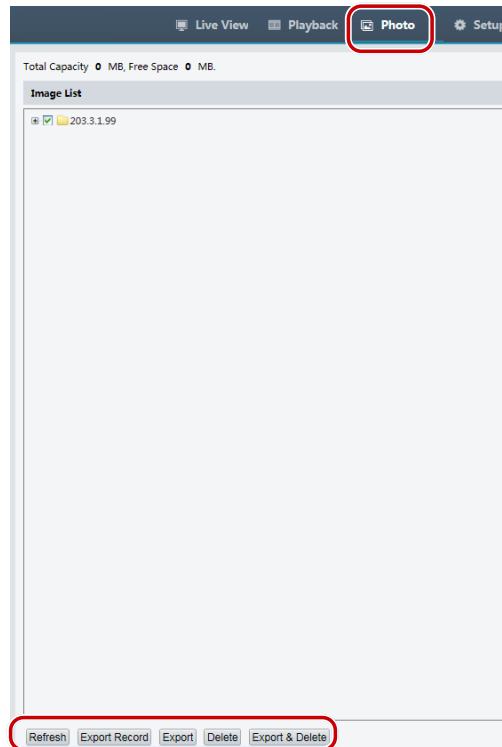 Live View Playback Photo Setup
Total Capacity 0 MB, Free Space 0 MB.
Image List
203.3.1.99
Refresh Export Record Export Delete Export & Delete